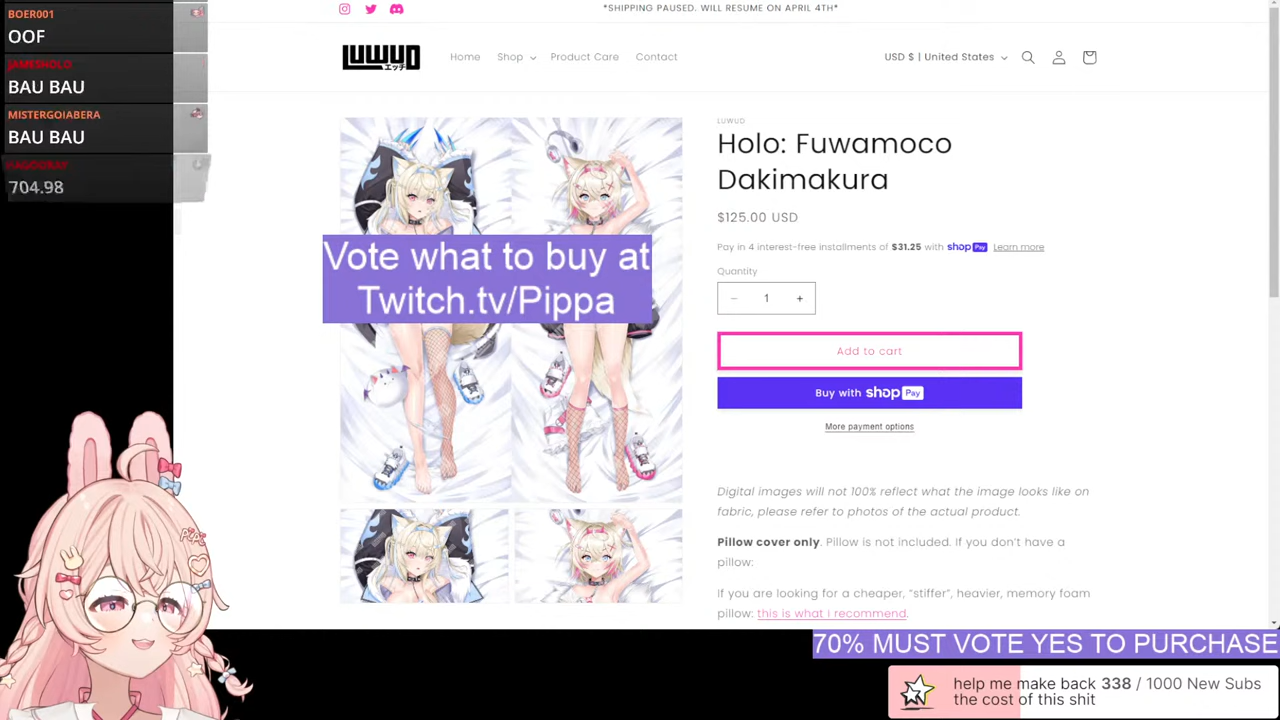 BOER001
OOF
JAMESHOLO
BAU BAU
MISTERGOIABERA
BAU BAU
704.98
*SHIPPING PAUSED. WILL RESUME ON APRIL 4TH*
LUWUD
エッチ
Home Shop Product Care Contact
USD $ | United States
LUWUD
Holo: Fuwamoco
Dakimakura
$125.00 USD
Pay in 4 interest-free installments of $31.25 with shop Pay Learn more
Quantity
− 1 +
Add to cart
Buy with shop Pay
More payment options
Vote what to buy at
Twitch.tv/Pippa
Digital images will not 100% reflect what the image looks like on
fabric, please refer to photos of the actual product.
Pillow cover only. Pillow is not included. If you don't have a
pillow:
If you are looking for a cheaper, "stiffer", heavier, memory foam
pillow: this is what i recommend.
70% MUST VOTE YES TO PURCHASE
help me make back 338 / 1000 New Subs
the cost of this shit